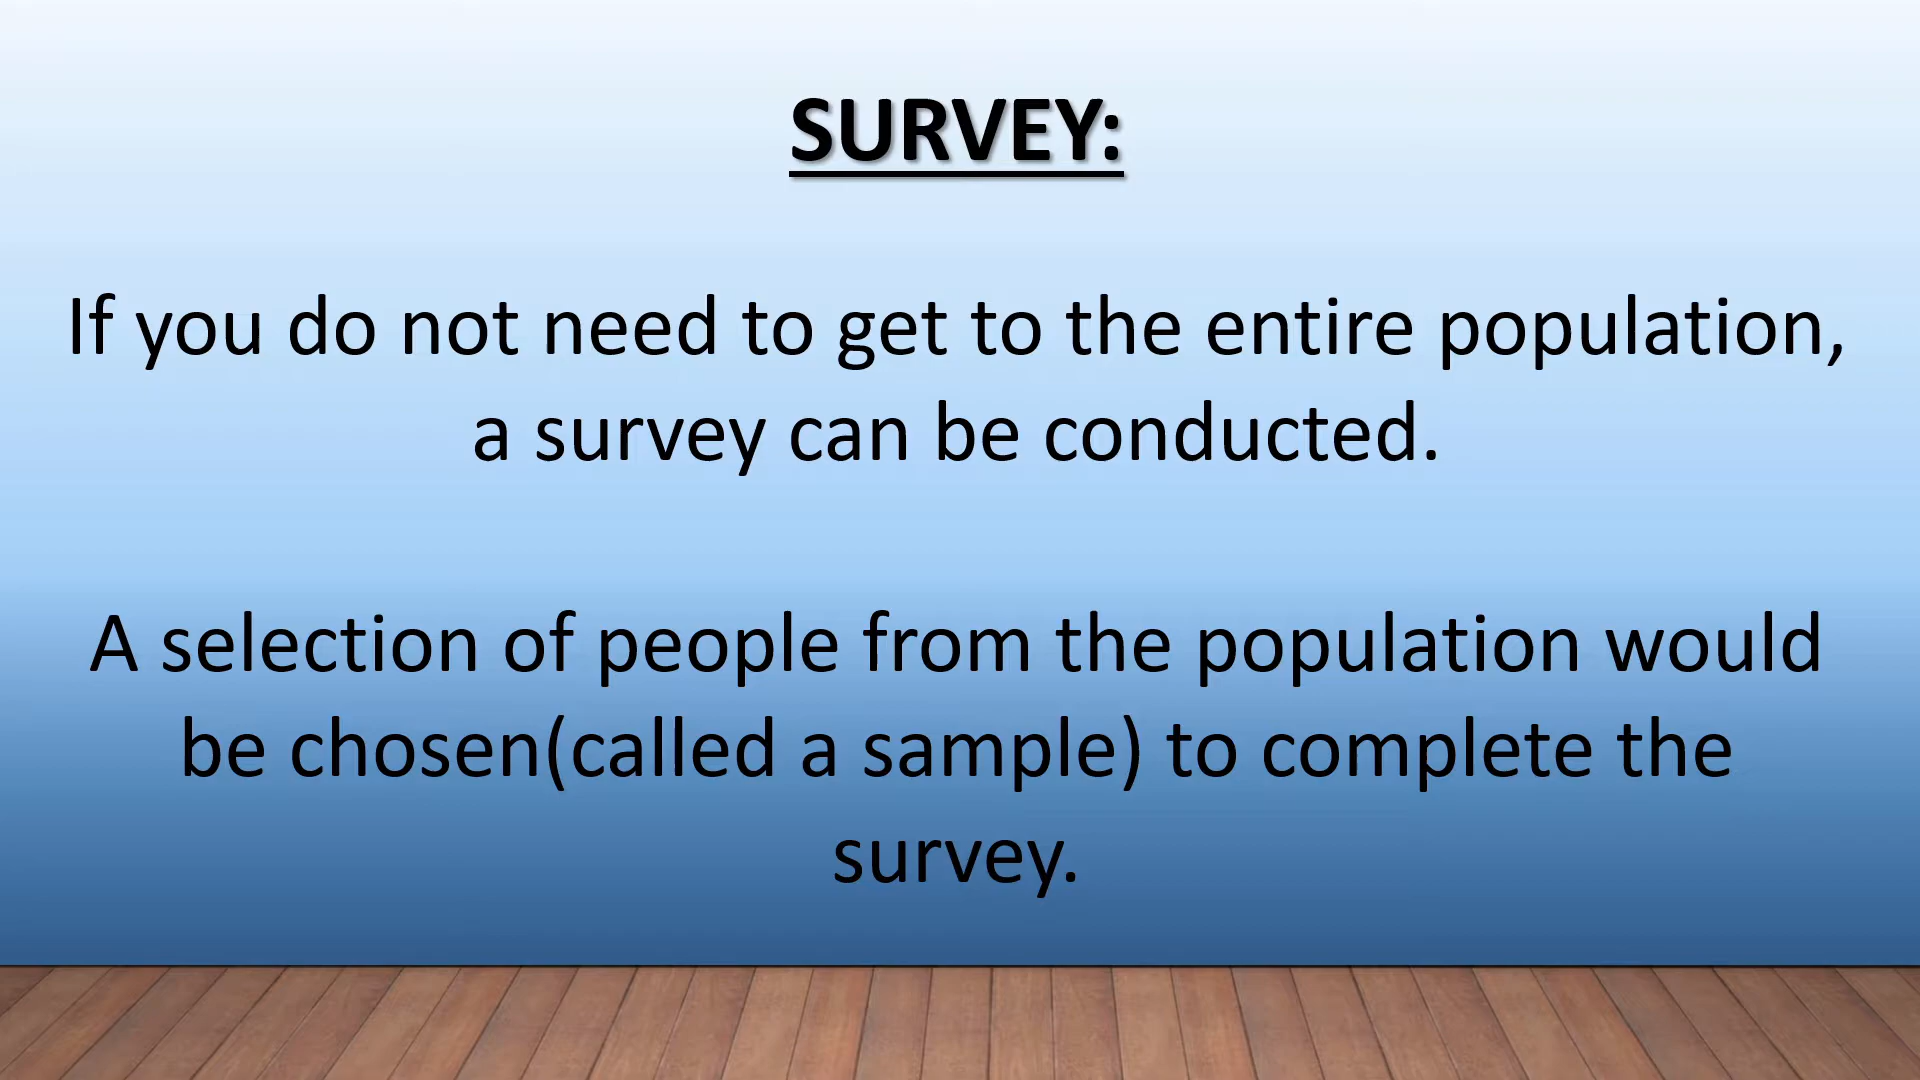 SURVEY:
If you do not need to get to the entire population,
a survey can be conducted.
A selection of people from the population would
be chosen(called a sample) to complete the
survey.